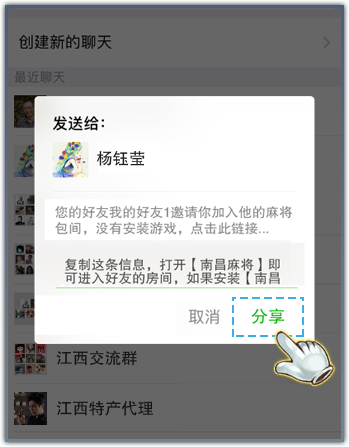 创建新的聊天
最近聊天
发送给：
杨钰莹
您的好友我的好友1邀请你加入他的麻将
包间，没有安装游戏，点击此链接...
复制这条信息，打开【南昌麻将】即
可进入好友的房间，如果安装【南昌
取消
分享
江西交流群
江西特产代理